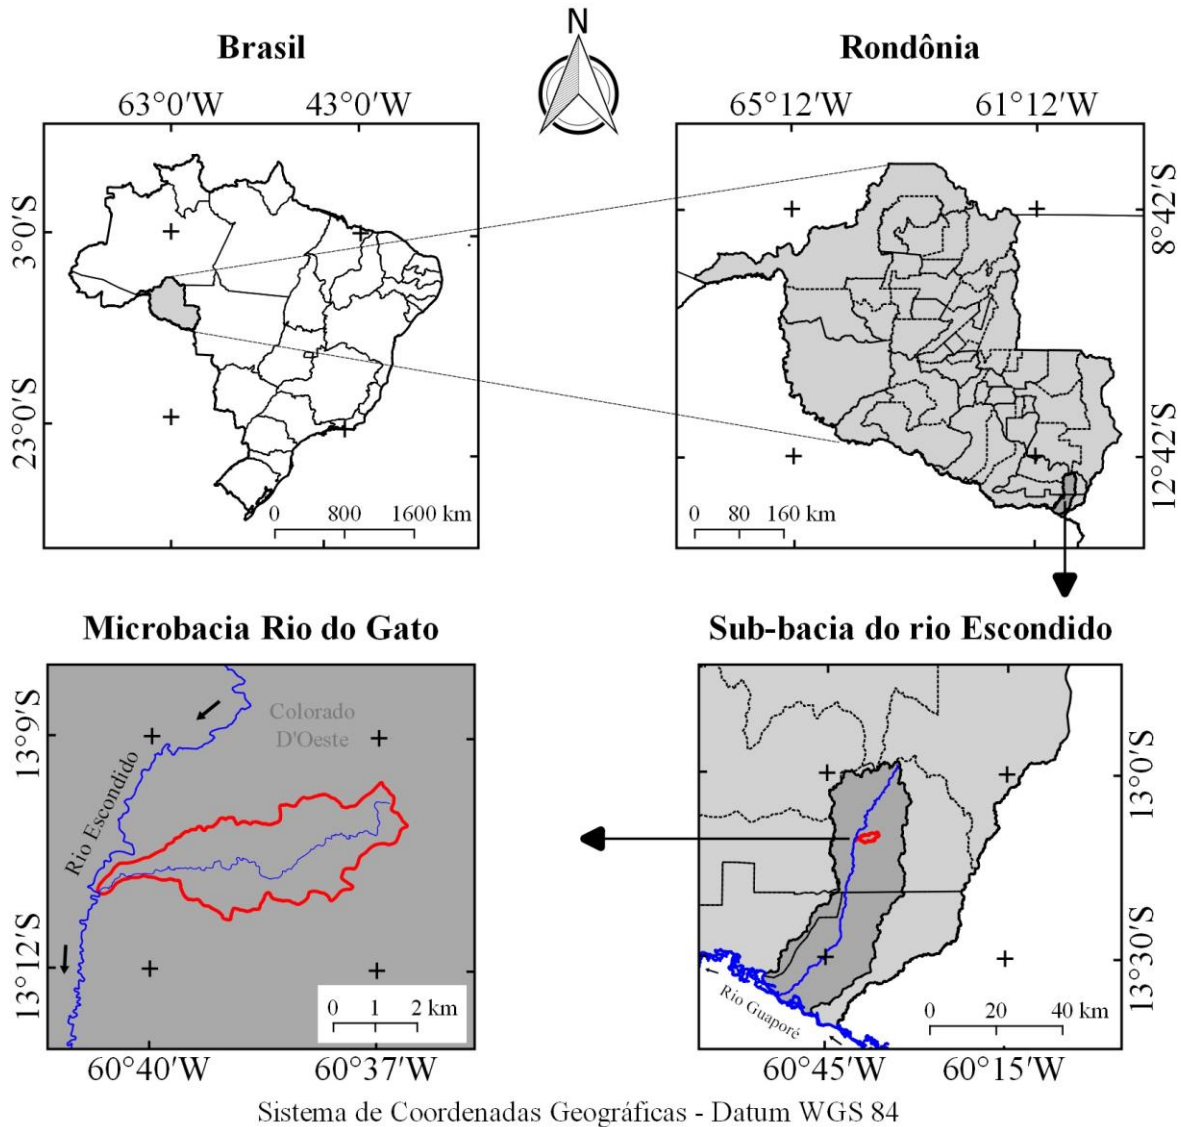 N
Brasil
63°0'W 43°0'W
3°0'S
23°0'S
0 800 1600 km
Rondônia
65°12'W 61°12'W
8°42'S
12°42'S
0 80 160 km
Microbacia Rio do Gato
13°9'S
13°12'S
Colorado
D'Oeste
Rio Escondido
0 1 2 km
60°40'W 60°37'W
Sub-bacia do rio Escondido
13°0'S
13°30'S
Rio Guaporé
0 20 40 km
60°45'W 60°15'W
Sistema de Coordenadas Geográficas - Datum WGS 84